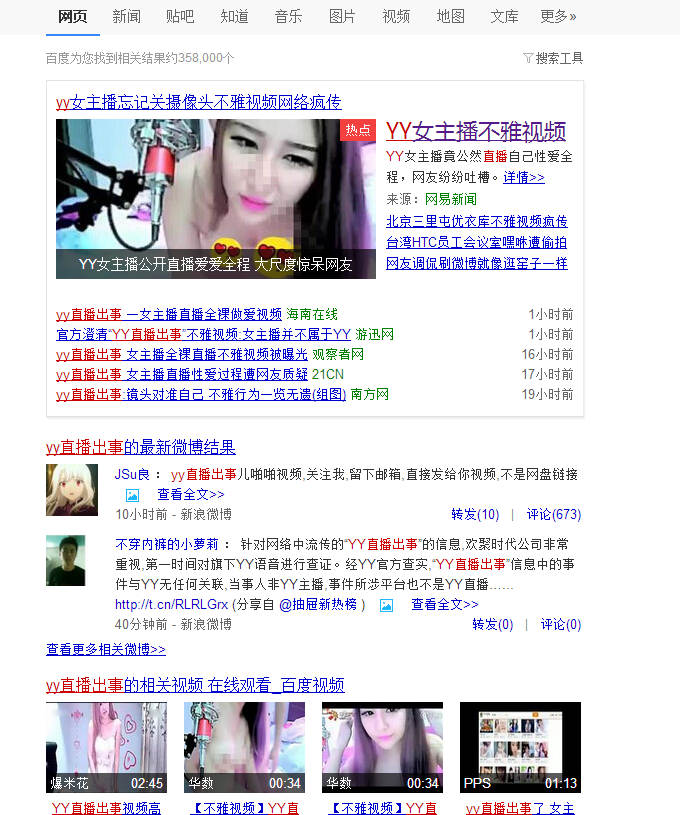 网页 新闻 贴吧 知道 音乐 图片 视频 地图 文库 更多»
百度为您找到相关结果约358,000个 搜索工具
yy女主播忘记关摄像头不雅视频网络疯传
热点
YY女主播公开直播爱爱全程 大尺度惊呆网友
YY女主播不雅视频
YY女主播竟公然直播自己性爱全
程，网友纷纷吐槽。详情>>
来源：网易新闻
北京三里屯优衣库不雅视频疯传
台湾HTC员工会议室嘿咻遭偷拍
网友调侃刷微博就像逛窑子一样
yy直播出事 一女主播直播全裸做爱视频 海南在线 1小时前
官方澄清“YY直播出事”不雅视频:女主播并不属于YY 游迅网 1小时前
yy直播出事 女主播全裸直播不雅视频被曝光 观察者网 16小时前
yy直播出事 女主播直播性爱过程遭网友质疑 21CN 17小时前
yy直播出事:镜头对准自己 不雅行为一览无遗(组图) 南方网 19小时前
yy直播出事的最新微博结果
JSu良： yy直播出事儿啪啪视频,关注我,留下邮箱,直接发给你视频,不是网盘链接
查看全文>>
10小时前 - 新浪微博 转发(10) | 评论(673)
不穿内裤的小萝莉： 针对网络中流传的“YY直播出事”的信息,欢聚时代公司非常
重视,第一时间对旗下YY语音进行查证。经YY官方查实,“YY直播出事”信息中的事
件与YY无任何关联,当事人非YY主播,事件所涉平台也不是YY直播……
http://t.cn/RLRLGrx (分享自 @抽屉新热榜 ) 查看全文>>
40分钟前 - 新浪微博 转发(0) | 评论(0)
查看更多相关微博>>
yy直播出事的相关视频 在线观看_百度视频
爆米花 02:45 华数 00:34 华数 00:34 PPS 01:13
YY直播出事视频高 【不雅视频】YY直 【不雅视频】YY直 yy直播出事了 女主